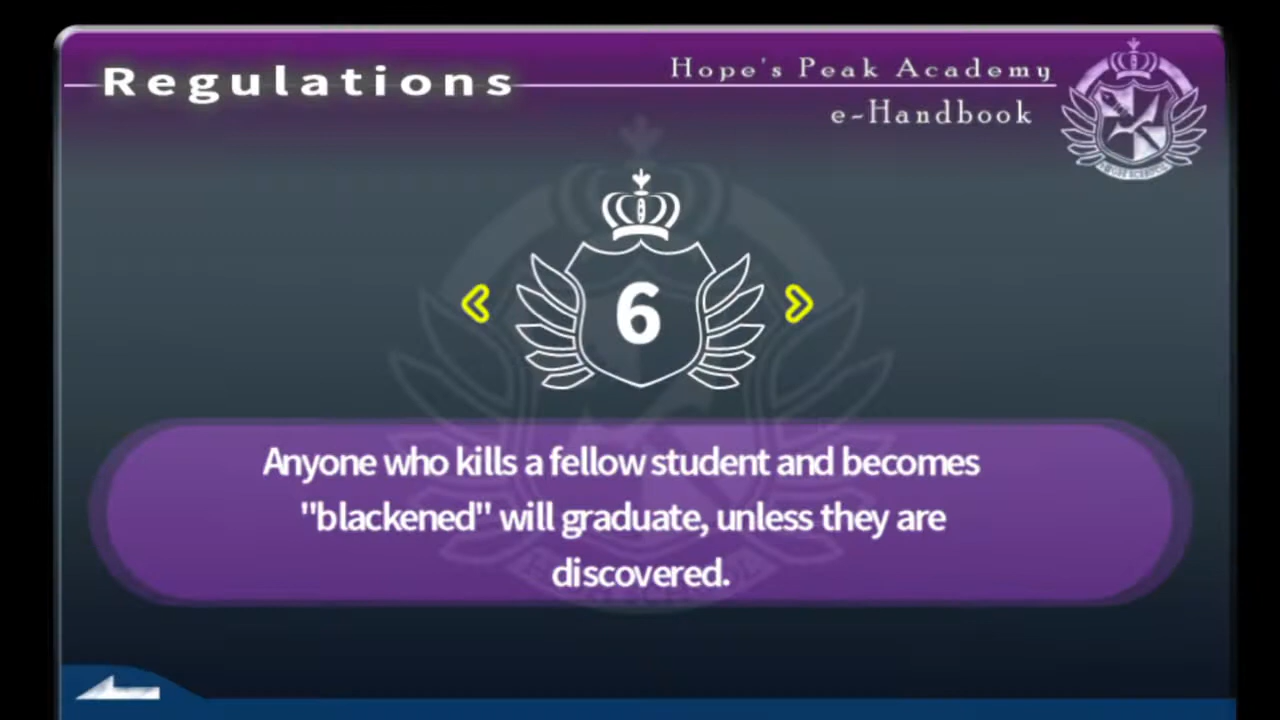 Regulations
Hope's Peak Academy
e-Handbook
6
Anyone who kills a fellow student and becomes
"blackened" will graduate, unless they are
discovered.